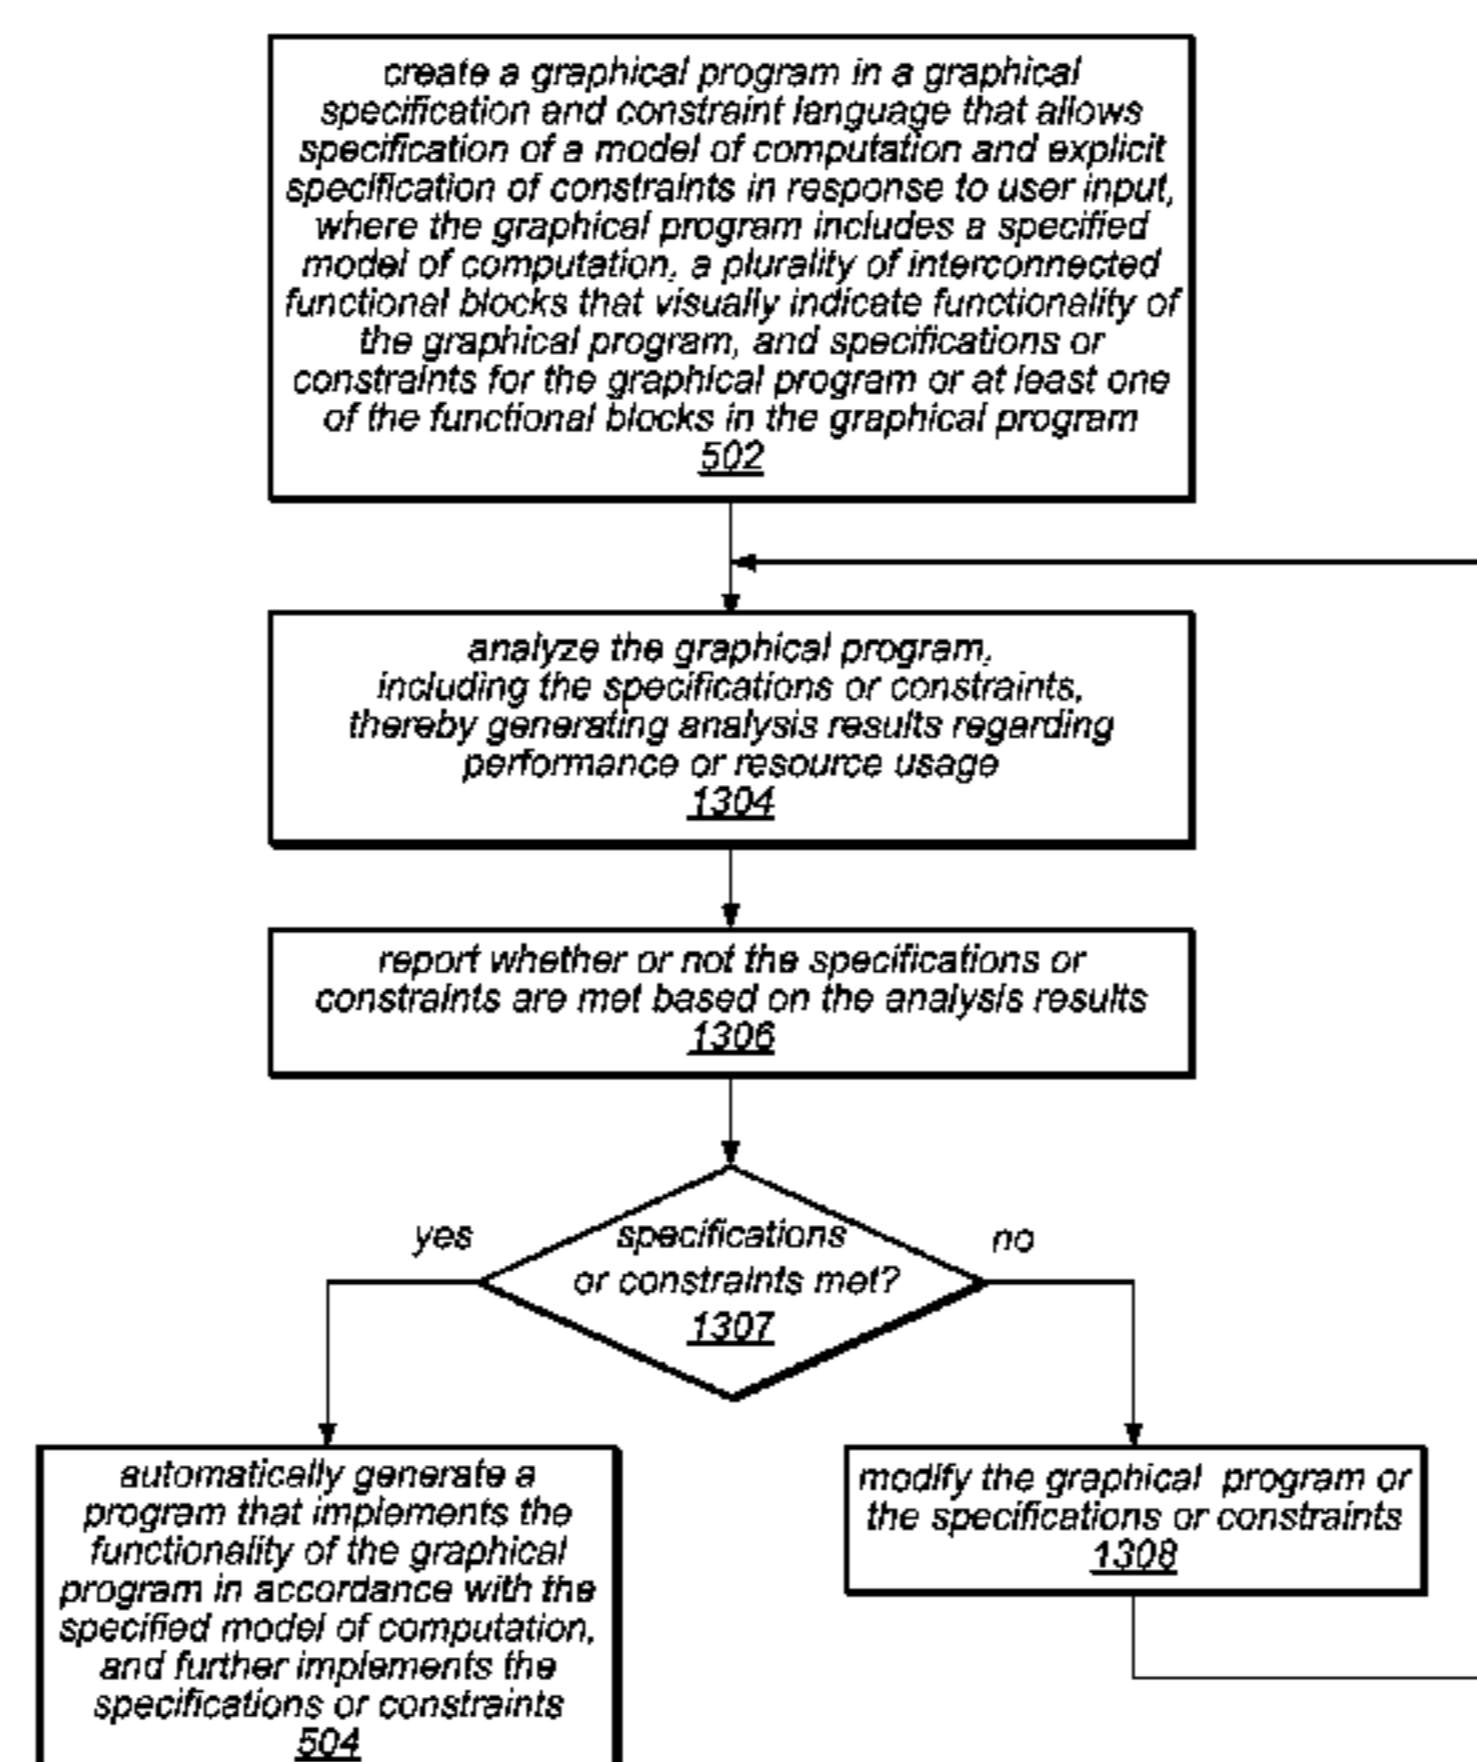 create a graphical program in a graphical
specification and constraint language that allows
specification of a model of computation and explicit
specification of constraints in response to user input,
where the graphical program includes a specified
model of computation, a plurality of interconnected
functional blocks that visually indicate functionality of
the graphical program, and specifications or
constraints for the graphical program or at least one
of the functional blocks in the graphical program
502
analyze the graphical program,
including the specifications or constraints,
thereby generating analysis results regarding
performance or resource usage
1304
report whether or not the specifications or
constraints are met based on the analysis results
1306
yes
specifications
or constraints met?
1307
no
automatically generate a
program that implements the
functionality of the graphical
program in accordance with the
specified model of computation,
and further implements the
specifications or constraints
504
modify the graphical program or
the specifications or constraints
1308